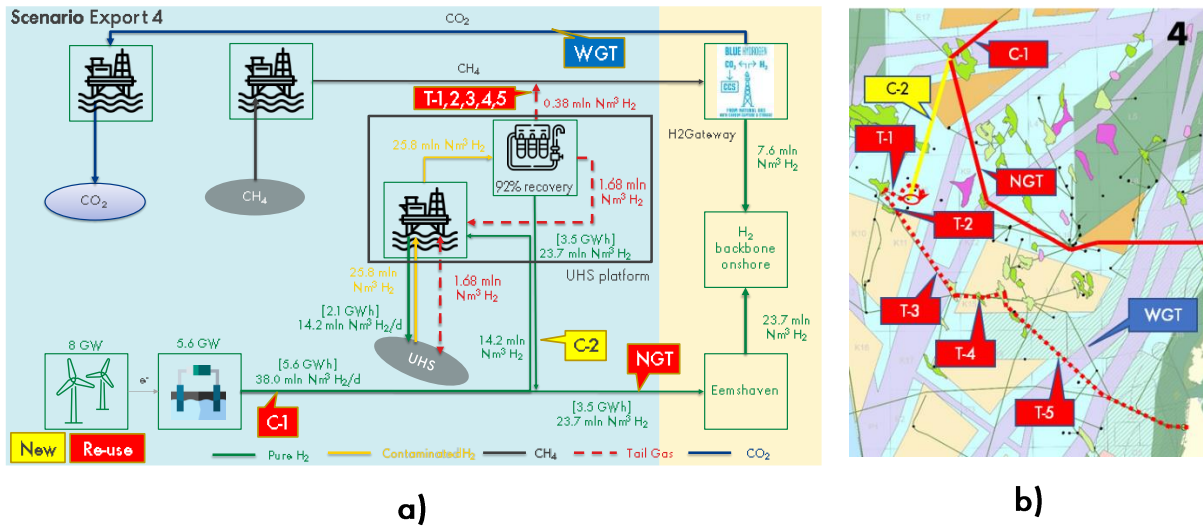 Scenario Export 4
CO₂
WGT
CH₄
T-1,2,3,4,5
0.38 mln Nm³ H₂
BLUE HYDROGEN
CO₂ H₂
CCS
H2Gateway
25.8 mln Nm³ H₂
92% recovery
1.68 mln
Nm³ H₂
7.6 mln
Nm³ H₂
CO₂
CH₄
[3.5 GWh]
23.7 mln Nm³ H₂
UHS platform
H₂
backbone
onshore
25.8 mln
Nm³ H₂
1.68 mln
Nm³ H₂
[2.1 GWh]
14.2 mln Nm³ H₂/d
UHS
14.2 mln
Nm³ H₂
C-2
23.7 mln
Nm³ H₂
8 GW
5.6 GW
e⁻
[5.6 GWh]
38.0 mln Nm³ H₂/d
C-1
NGT
[3.5 GWh]
23.7 mln Nm³ H₂
Eemshaven
New
Re-use
Pure H₂
Contaminated H₂
CH₄
Tail Gas
CO₂
a)
4
K17
C-1
C-2
T-1
NGT
T-2
K10
K11
T-3
T-4
WGT
T-5
b)